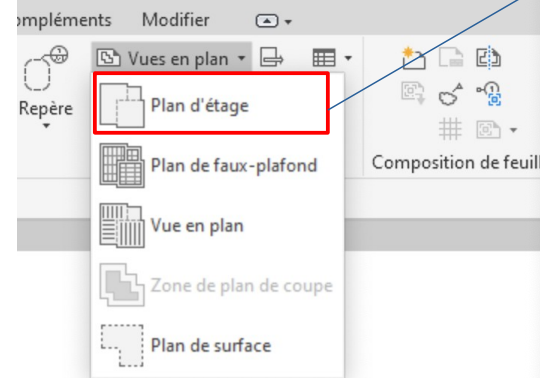 ompléments Modifier
Vues en plan
Repère
Plan d'étage
Plan de faux-plafond
Composition de feuil
Vue en plan
Zone de plan de coupe
Plan de surface